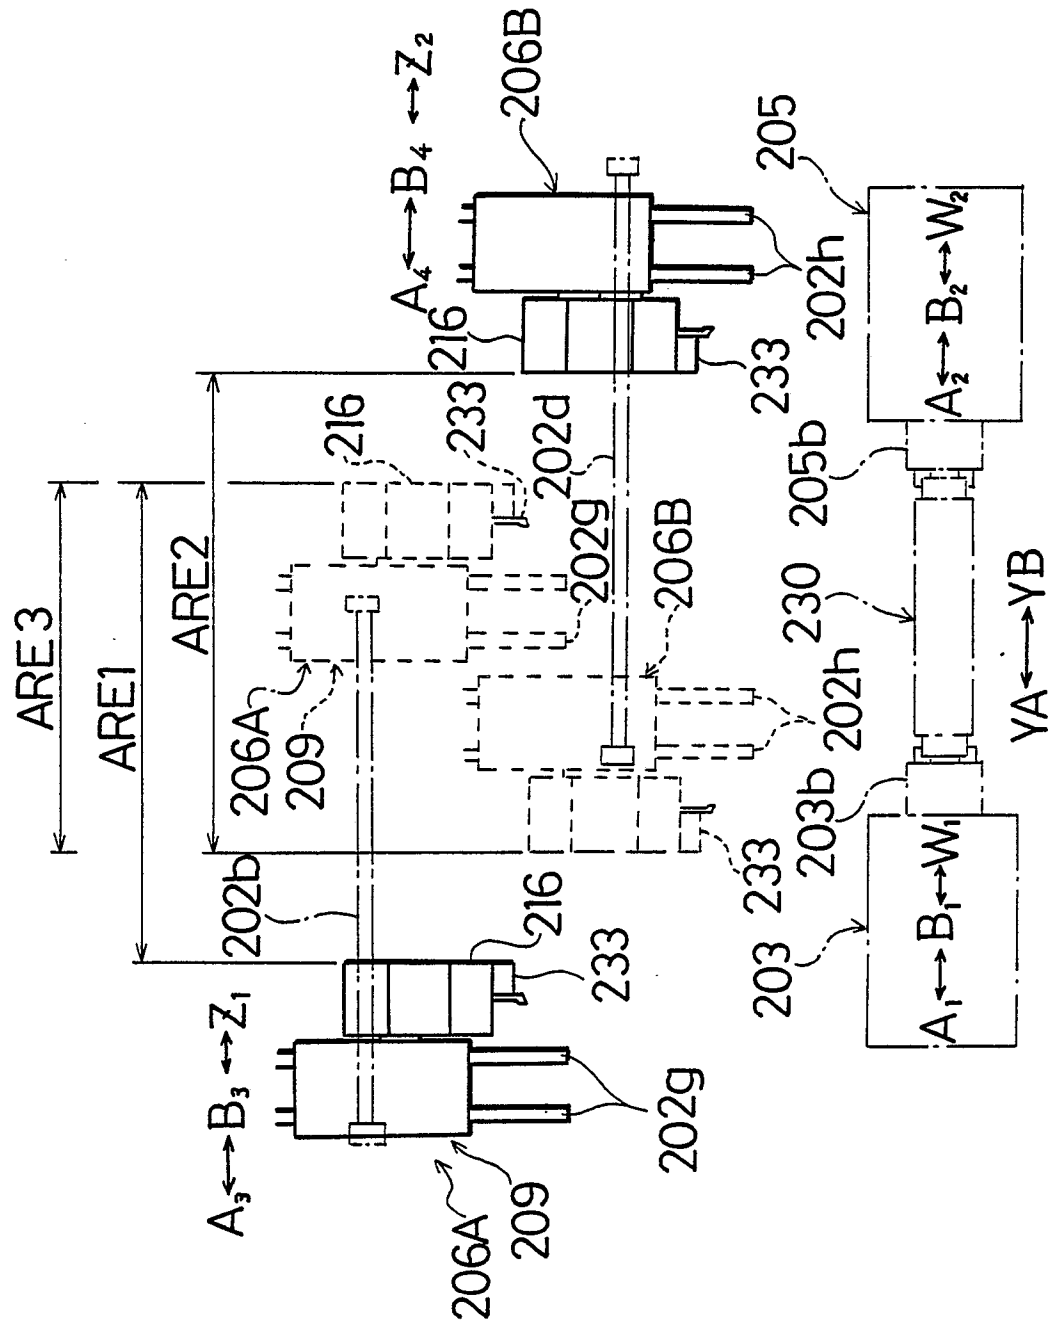 ARE3
ARE1
ARE2
A₃ ↔ B₃ ↔ Z₁
A₄ ↔ B₄ ↔ Z₂
206A
209
202b
216
233
202g
206A
209
216
233
202g
202d
206B
202h
233
216
206B
233
202h
203
203b
230
205b
205
A₁ ↔ B₁ ↔ W₁
A₂ ↔ B₂ ↔ W₂
YA ↔ YB